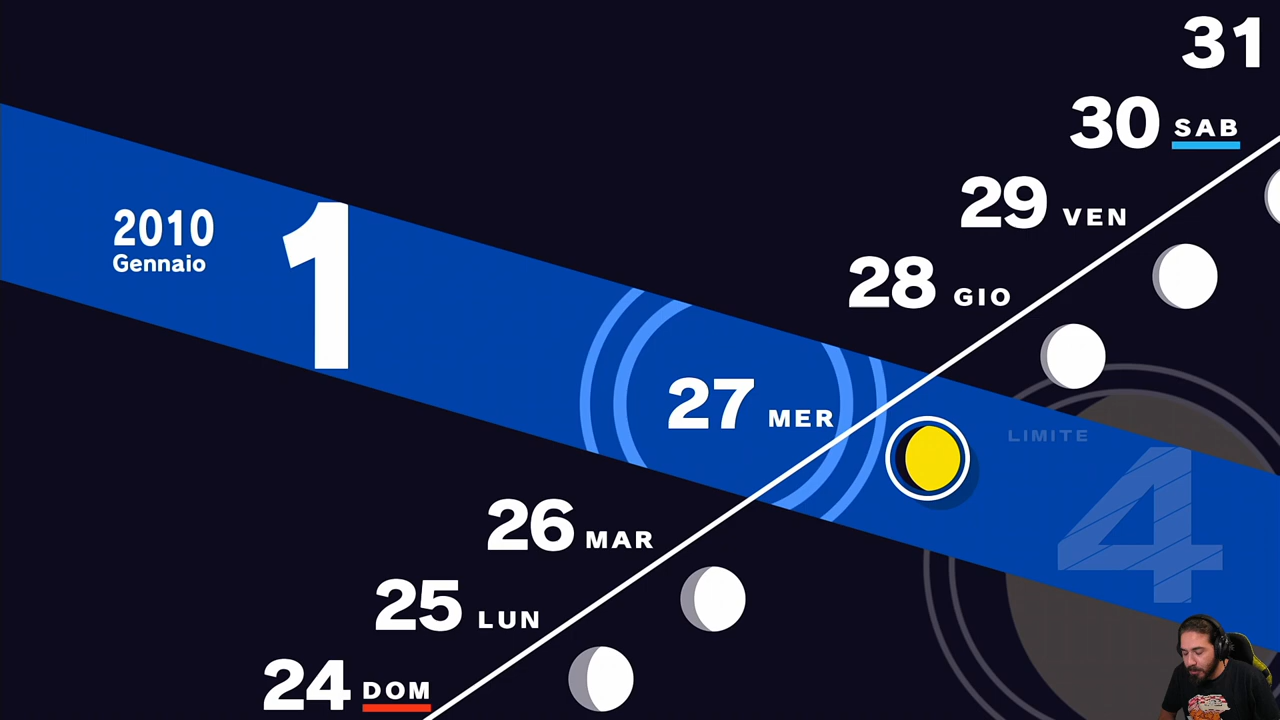 31
30 SAB
29 VEN
2010
Gennaio
1
28 GIO
27 MER
LIMITE
4
26 MAR
25 LUN
24 DOM